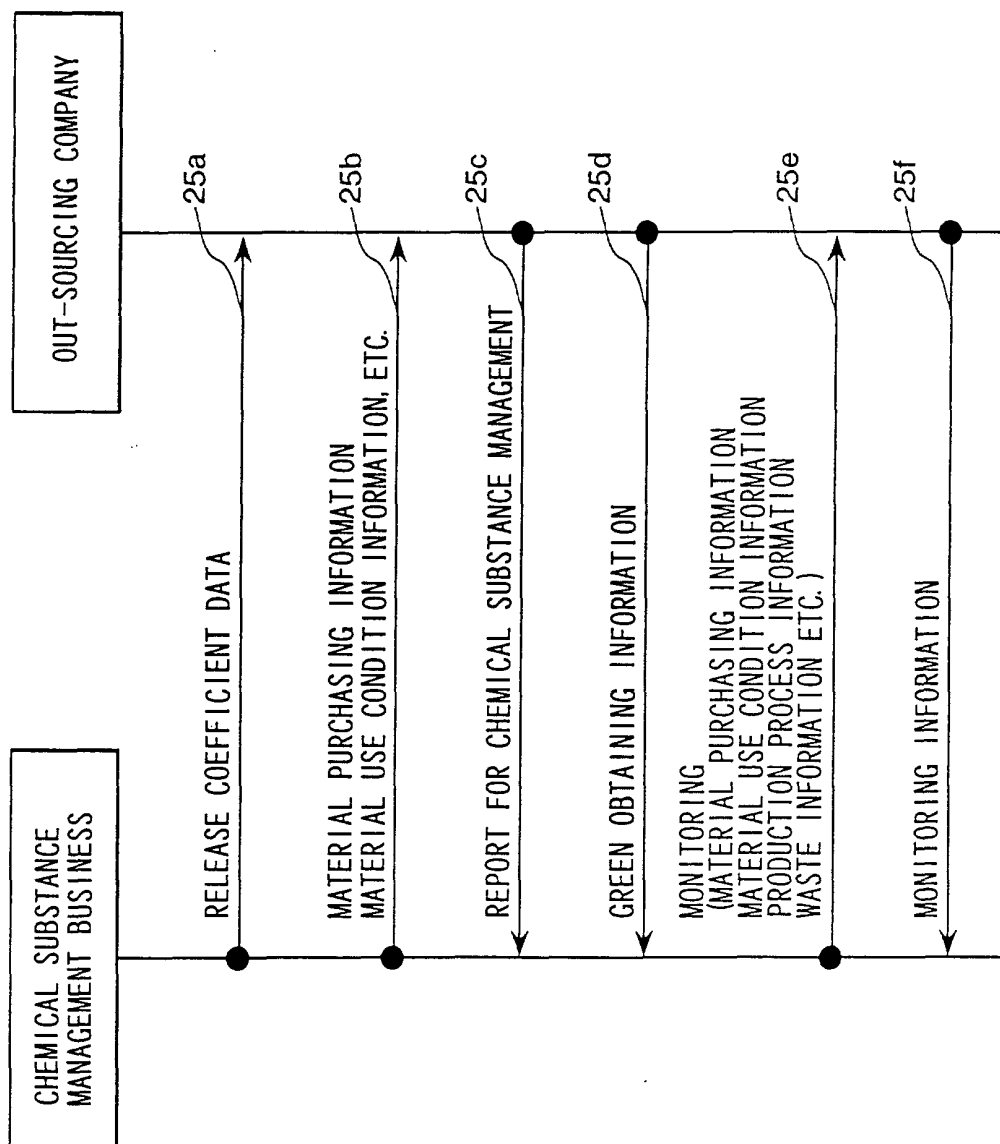 CHEMICAL SUBSTANCE
MANAGEMENT BUSINESS
OUT-SOURCING COMPANY
RELEASE COEFFICIENT DATA
25a
MATERIAL PURCHASING INFORMATION
MATERIAL USE CONDITION INFORMATION, ETC.
25b
REPORT FOR CHEMICAL SUBSTANCE MANAGEMENT
25c
GREEN OBTAINING INFORMATION
25d
MONITORING
(MATERIAL PURCHASING INFORMATION
MATERIAL USE CONDITION INFORMATION
PRODUCTION PROCESS INFORMATION
WASTE INFORMATION ETC.)
25e
MONITORING INFORMATION
25f